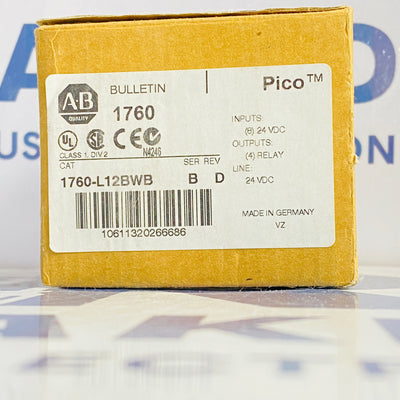 BULLETIN
1760
A-B
QUALITY
UL
CLASS 1, DIV 2
N4246
CAT
SER REV
1760-L12BWB B D
10611320266686
Pico™
INPUTS:
(8) 24 VDC
OUTPUTS:
(4) RELAY
LINE:
24 VDC
MADE IN GERMANY
VZ